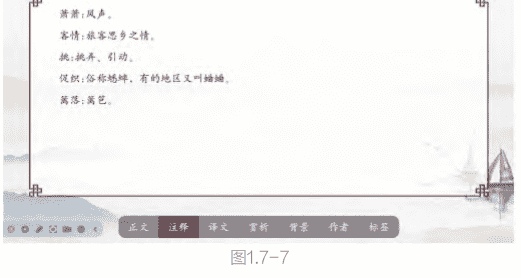 萧萧:风声。
客情:旅客思乡之情。
挑:挑弄、引动。
促织:俗称蟋蟀，有的地区又叫蛐蛐。
篱落:篱笆。
正文 注释 译文 赏析 背景 作者 标签
图1.7-7